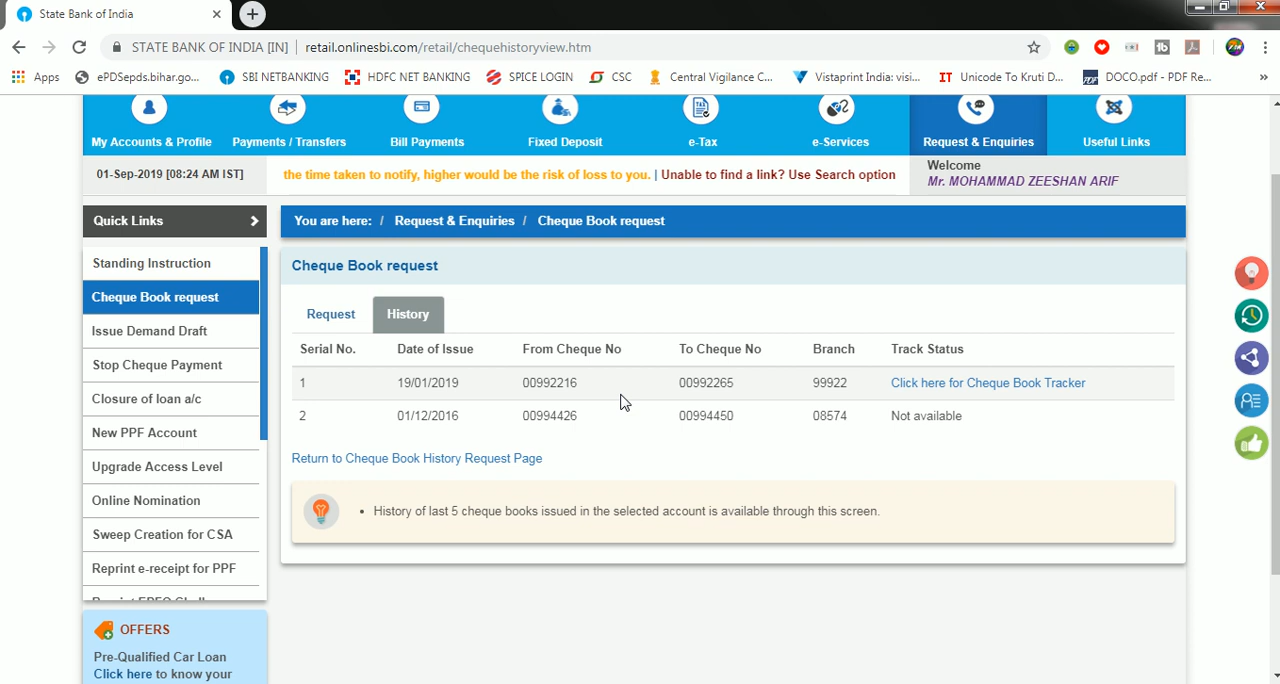 State Bank of India
STATE BANK OF INDIA [IN] retail.onlinesbi.com/retail/chequehistoryview.htm
Apps ePDSepds.bihar.go... SBI NETBANKING HDFC NET BANKING SPICE LOGIN CSC Central Vigilance C... Vistaprint India: visi... IT Unicode To Kruti D... DOCO.pdf - PDF Re... »
My Accounts & Profile Payments / Transfers Bill Payments Fixed Deposit e-Tax e-Services Request & Enquiries Useful Links
01-Sep-2019 [08:24 AM IST] the time taken to notify, higher would be the risk of loss to you. | Unable to find a link? Use Search option
Welcome
Mr. MOHAMMAD ZEESHAN ARIF
Quick Links
You are here: / Request & Enquiries / Cheque Book request
Standing Instruction
Cheque Book request
Issue Demand Draft
Stop Cheque Payment
Closure of loan a/c
New PPF Account
Upgrade Access Level
Online Nomination
Sweep Creation for CSA
Reprint e-receipt for PPF
OFFERS
Pre-Qualified Car Loan
Click here to know your
Cheque Book request
Request History
Serial No. Date of Issue From Cheque No To Cheque No Branch Track Status
1 19/01/2019 00992216 00992265 99922 Click here for Cheque Book Tracker
2 01/12/2016 00994426 00994450 08574 Not available
Return to Cheque Book History Request Page
• History of last 5 cheque books issued in the selected account is available through this screen.